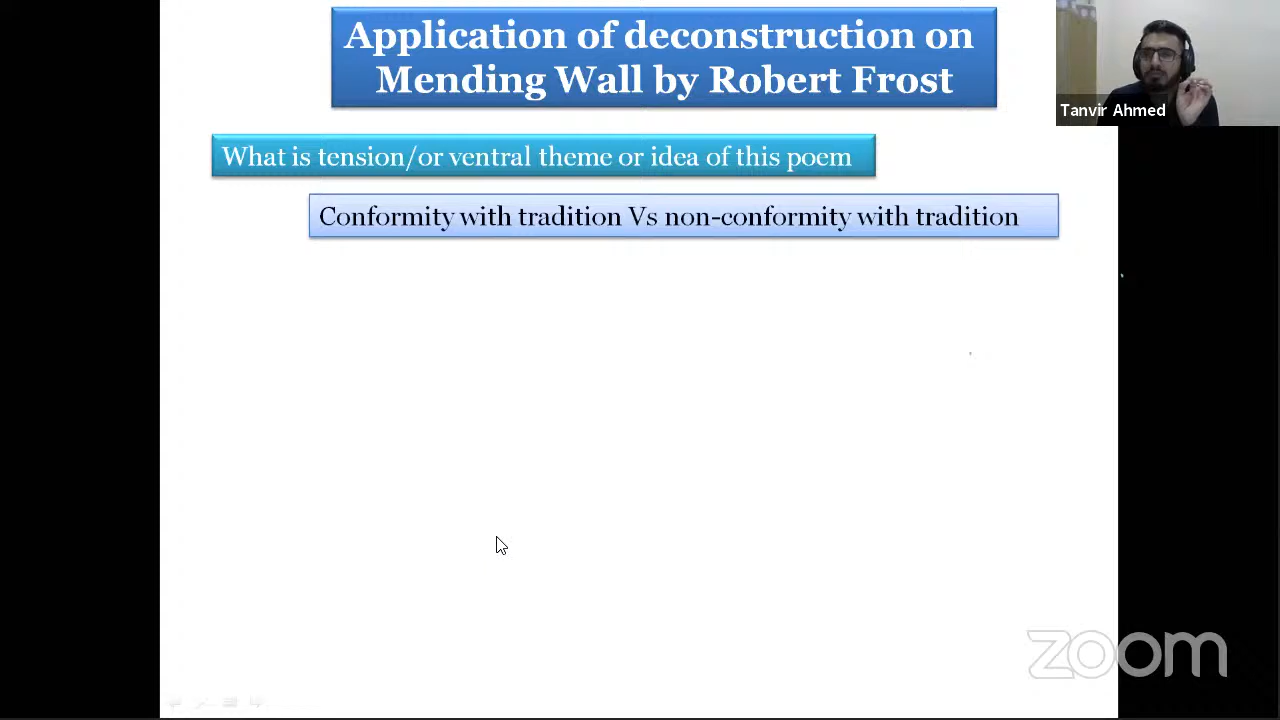 Application of deconstruction on
Mending Wall by Robert Frost
Tanvir Ahmed
What is tension/or ventral theme or idea of this poem
Conformity with tradition Vs non-conformity with tradition
zoom